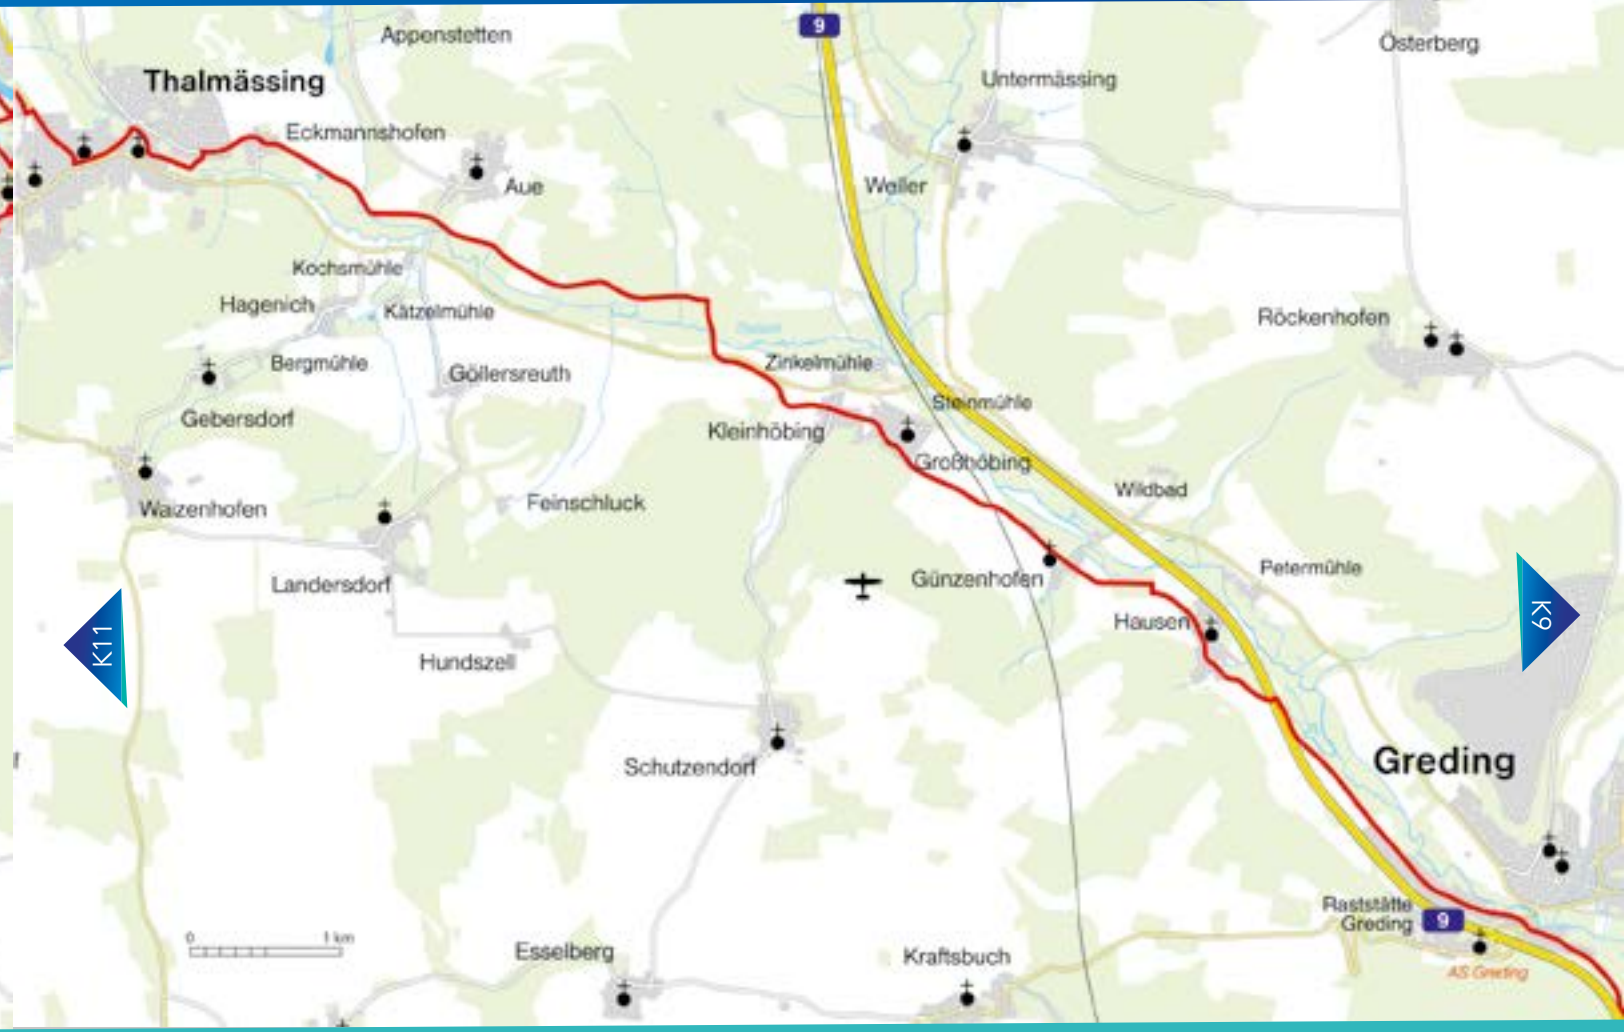 Appenstetten
9
Österberg
Thalmässing
Untermässing
Eckmannshofen
Aue
Weiler
Kochsmühle
Hagenich
Kätzelmühle
Röckenhofen
Bergmühle
Göllersreuth
Zinkelmühle
Gebersdorf
Steinmühle
Kleinhöbing
Großhöbing
Wildbad
Waizenhofen
Feinschluck
Landersdorf
Günzenhofen
Petermühle
K11
K9
Hausen
Hundszell
Schutzendorf
Greding
Raststätte
Greding
9
0 1 km
Esselberg
Kraftsbuch
AS Greding
f